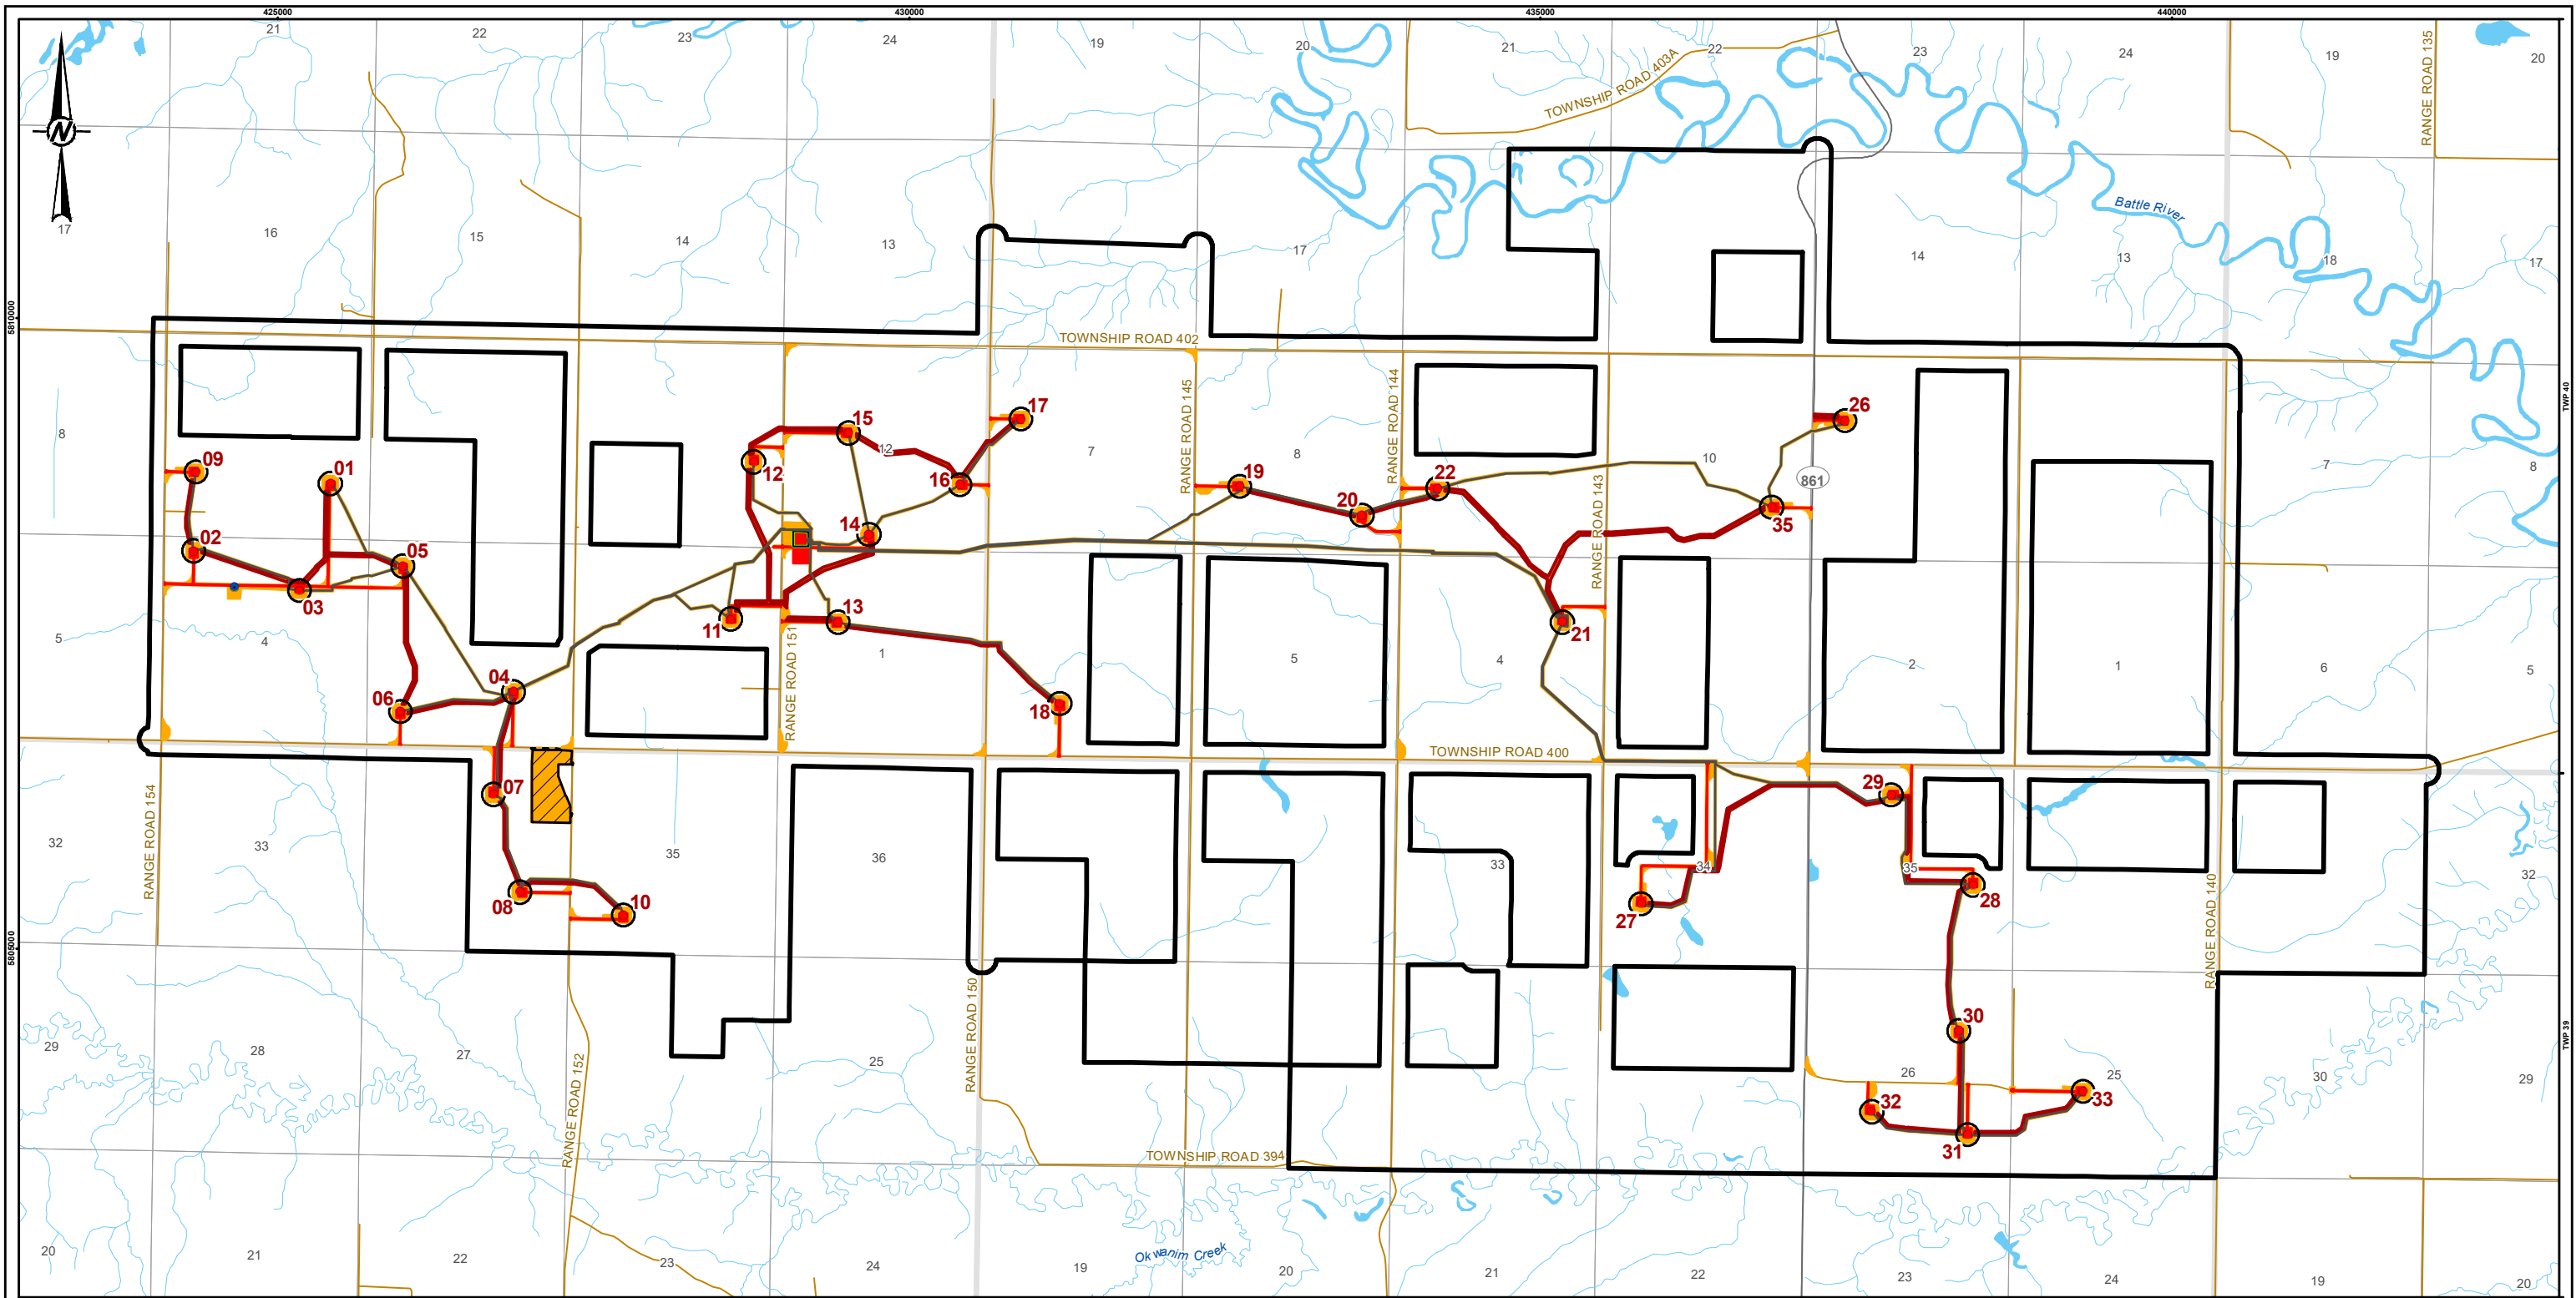 425000 430000 435000 440000
21 22 23 24 19 20 21 22 23 24 19 20
TOWNSHIP ROAD 403A
RANGE ROAD 135
N
17 16 15 14 13 17 14 13 18 17
Battle River
5810000
TOWNSHIP ROAD 402
TWP 40
RANGE ROAD 145
RANGE ROAD 144
8 12 7 8 10 7 8
17
15
26
09
01
12
16
19
22
861
RANGE ROAD 143
20
35
02
14
05
03
11
13
21
5 4 1 5 4 2 1 6 5
RANGE ROAD 151
04
06
18
TOWNSHIP ROAD 400
07
29
RANGE ROAD 154
32 33 35 36 33 34 35 32
08
10
27
28
RANGE ROAD 140
5805000
RANGE ROAD 150
30
TWP 39
29 28 27 25 26 25 30 29
RANGE ROAD 152
32
33
31
TOWNSHIP ROAD 394
Okwanim Creek
20 21 22 23 24 19 20 21 22 23 24 19 20